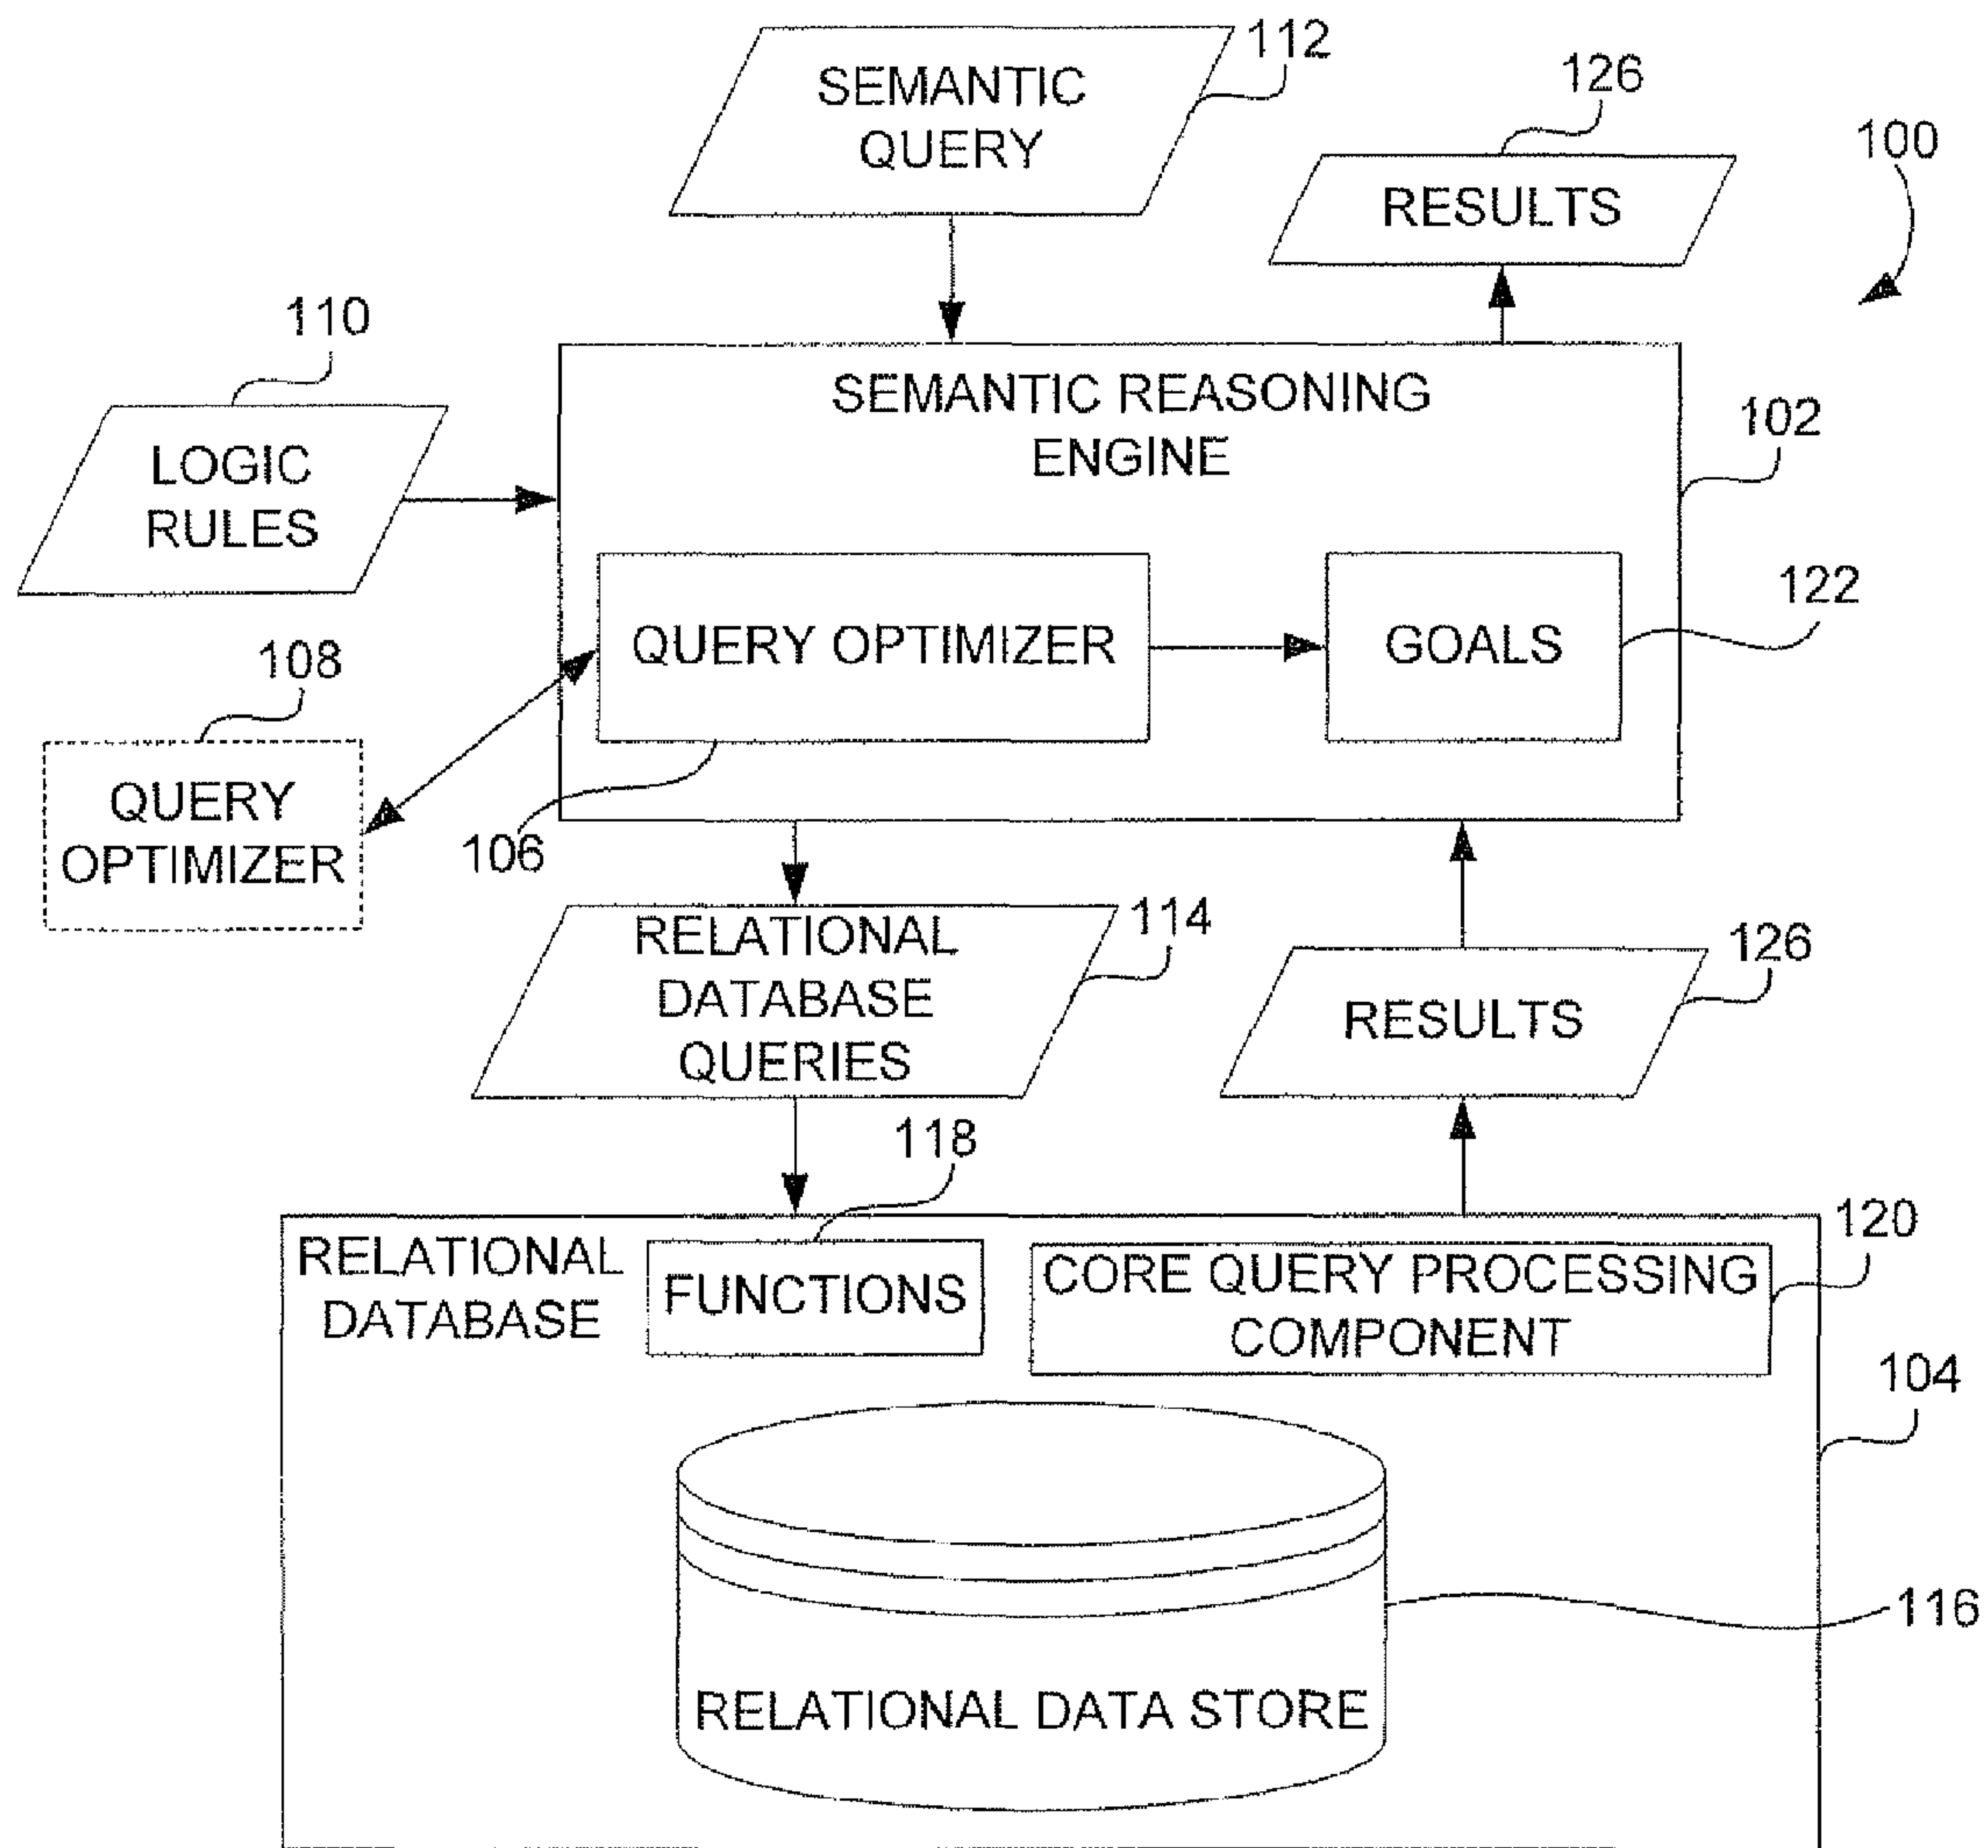 112
SEMANTIC
QUERY
126
RESULTS
100
110
LOGIC
RULES
SEMANTIC REASONING
ENGINE
102
QUERY OPTIMIZER
GOALS
122
108
QUERY
OPTIMIZER
106
RELATIONAL
DATABASE
QUERIES
114
RESULTS
126
118
RELATIONAL
DATABASE
FUNCTIONS
CORE QUERY PROCESSING
COMPONENT
120
104
116
RELATIONAL DATA STORE